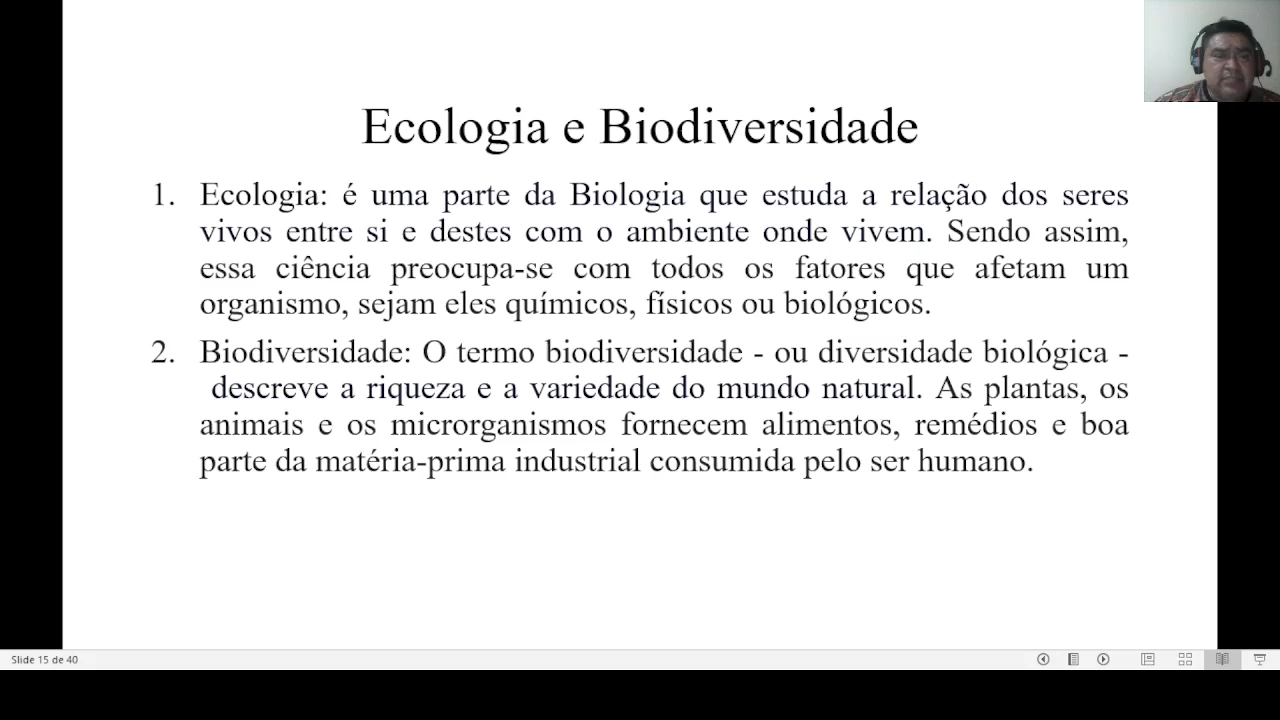 Ecologia e Biodiversidade
1. Ecologia: é uma parte da Biologia que estuda a relação dos seres
vivos entre si e destes com o ambiente onde vivem. Sendo assim,
essa ciência preocupa-se com todos os fatores que afetam um
organismo, sejam eles químicos, físicos ou biológicos.
2. Biodiversidade: O termo biodiversidade - ou diversidade biológica -
descreve a riqueza e a variedade do mundo natural. As plantas, os
animais e os microrganismos fornecem alimentos, remédios e boa
parte da matéria-prima industrial consumida pelo ser humano.
Slide 15 de 40